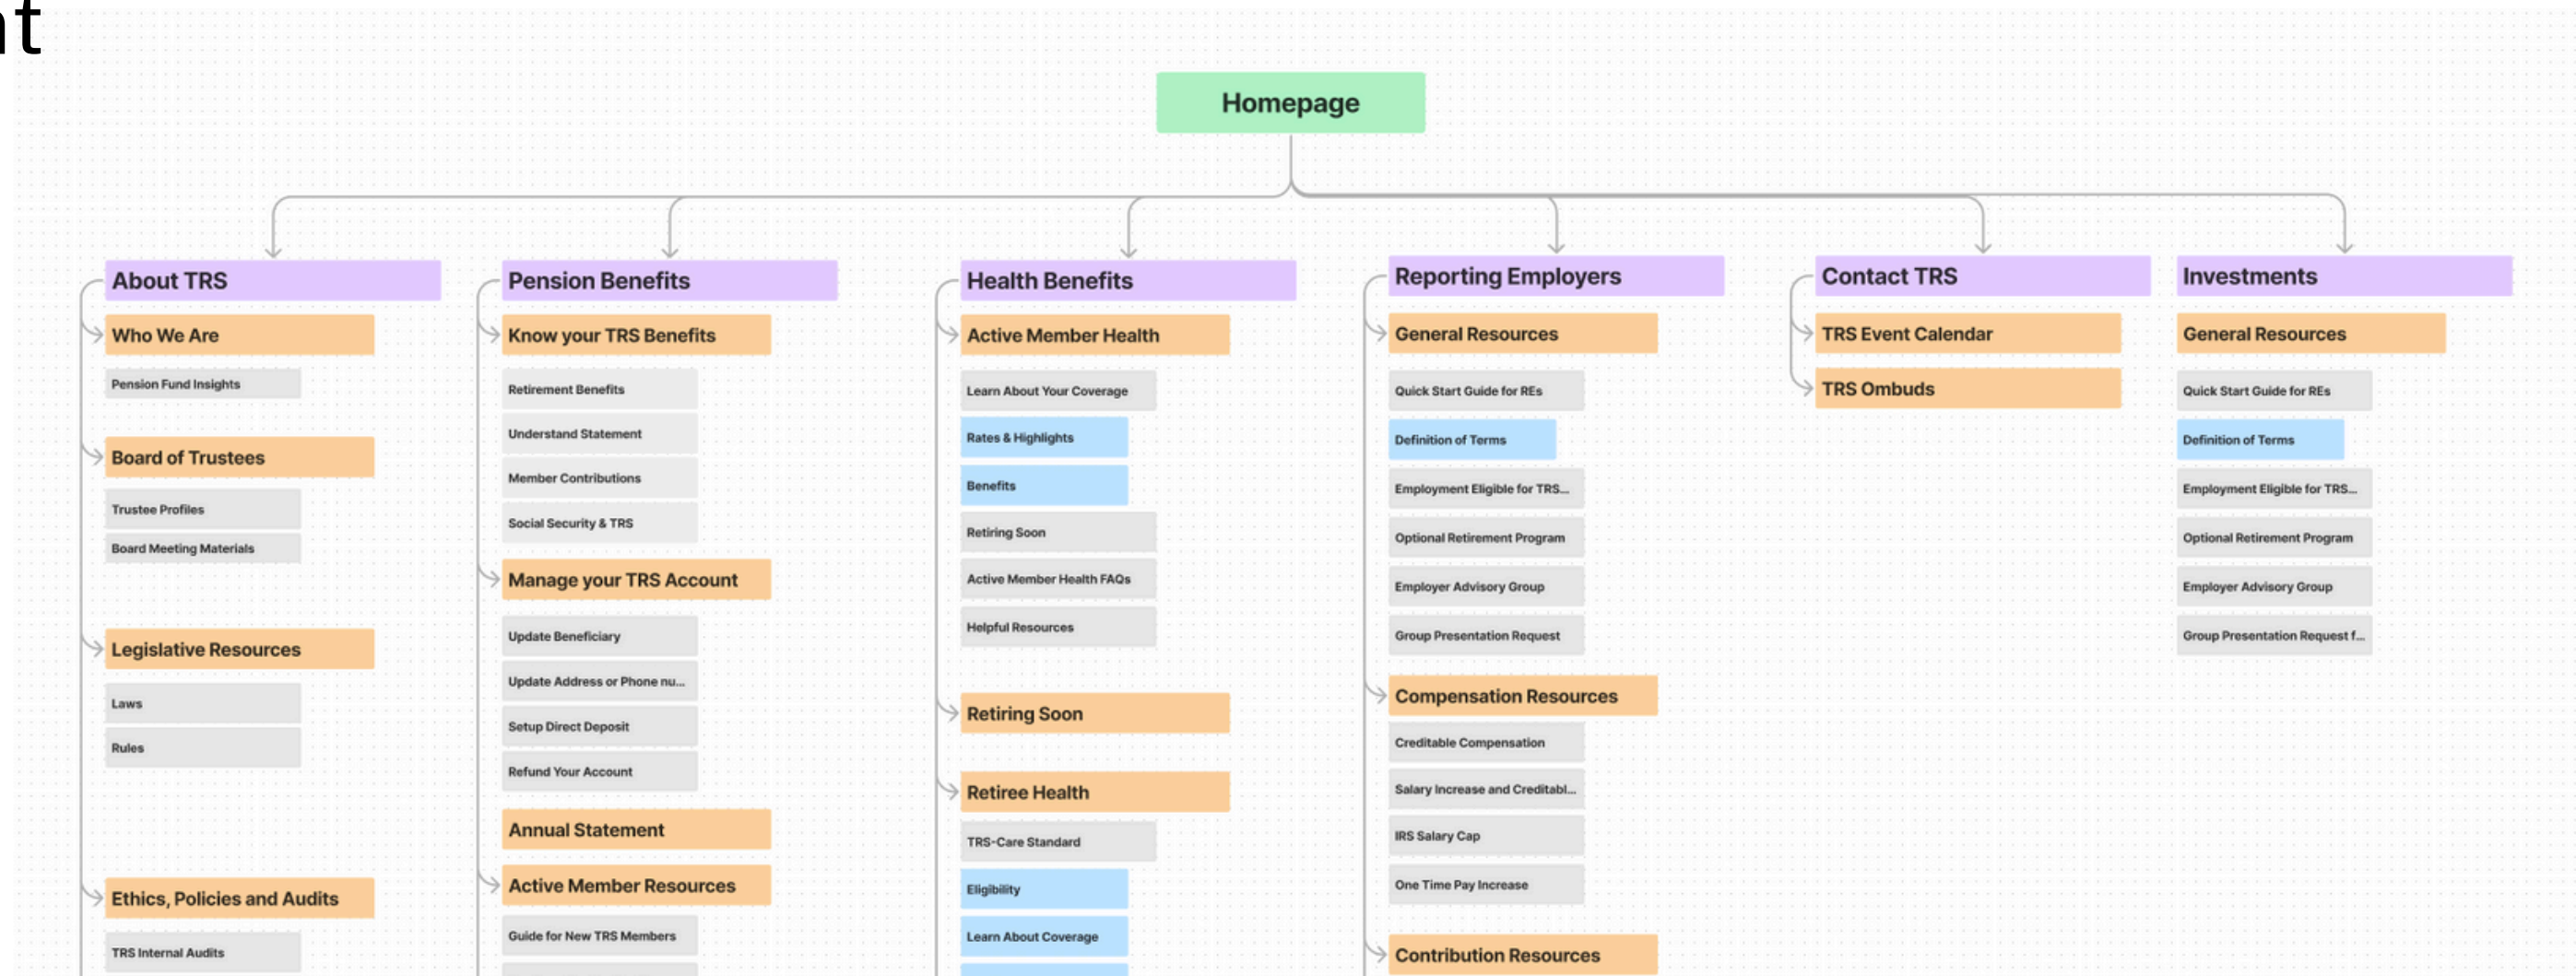 nt
Homepage
About TRS
Who We Are
Pension Fund Insights
Board of Trustees
Trustee Profiles
Board Meeting Materials
Legislative Resources
Laws
Rules
Ethics, Policies and Audits
TRS Internal Audits
Pension Benefits
Know your TRS Benefits
Retirement Benefits
Understand Statement
Member Contributions
Social Security & TRS
Manage your TRS Account
Update Beneficiary
Update Address or Phone nu...
Setup Direct Deposit
Refund Your Account
Annual Statement
Active Member Resources
Guide for New TRS Members
Health Benefits
Active Member Health
Learn About Your Coverage
Rates & Highlights
Benefits
Retiring Soon
Active Member Health FAQs
Helpful Resources
Retiring Soon
Retiree Health
TRS-Care Standard
Eligibility
Learn About Coverage
Reporting Employers
General Resources
Quick Start Guide for REs
Definition of Terms
Employment Eligible for TRS...
Optional Retirement Program
Employer Advisory Group
Group Presentation Request
Compensation Resources
Creditable Compensation
Salary Increase and Creditabl...
IRS Salary Cap
One Time Pay Increase
Contribution Resources
Contact TRS
TRS Event Calendar
TRS Ombuds
Investments
General Resources
Quick Start Guide for REs
Definition of Terms
Employment Eligible for TRS...
Optional Retirement Program
Employer Advisory Group
Group Presentation Request f...